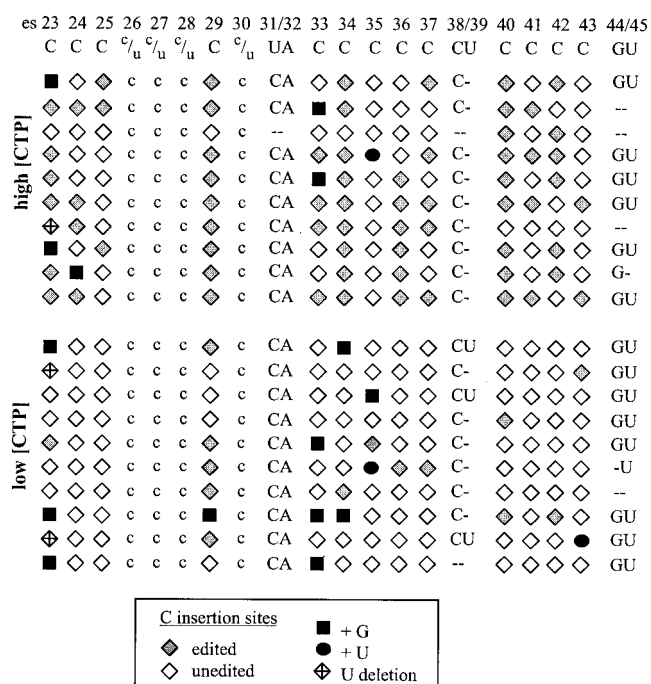 es 23 24 25 26 27 28 29 30 31/32 33 34 35 36 37 38/39 40 41 42 43 44/45
C C C c/u c/u c/u C c/u UA C C C C C CU C C C C GU
high [CTP]
c c c c CA C- GU
c c c c CA C- --
c c c c -- -- --
c c c c CA C- GU
c c c c CA C- GU
c c c c CA C- GU
c c c c CA C- --
c c c c CA C- GU
c c c c CA C- G-
c c c c CA C- GU
low [CTP]
c c c c CA CU GU
c c c c CA C- GU
c c c c CA CU GU
c c c c CA C- GU
c c c c CA C- GU
c c c c CA C- -U
c c c c CA C- --
c c c c CA C- GU
c c c c CA CU GU
c c c c CA -- GU
C insertion sites
edited
unedited
+ G
+ U
U deletion